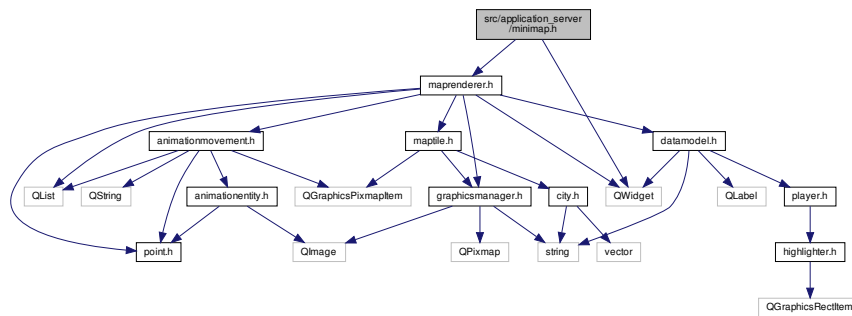 src/application_server
/minimap.h
maprenderer.h
animationmovement.h
maptile.h
datamodel.h
QList
QString
animationentity.h
QGraphicsPixmapItem
graphicsmanager.h
city.h
QWidget
QLabel
player.h
point.h
QImage
QPixmap
string
vector
highlighter.h
QGraphicsRectItem